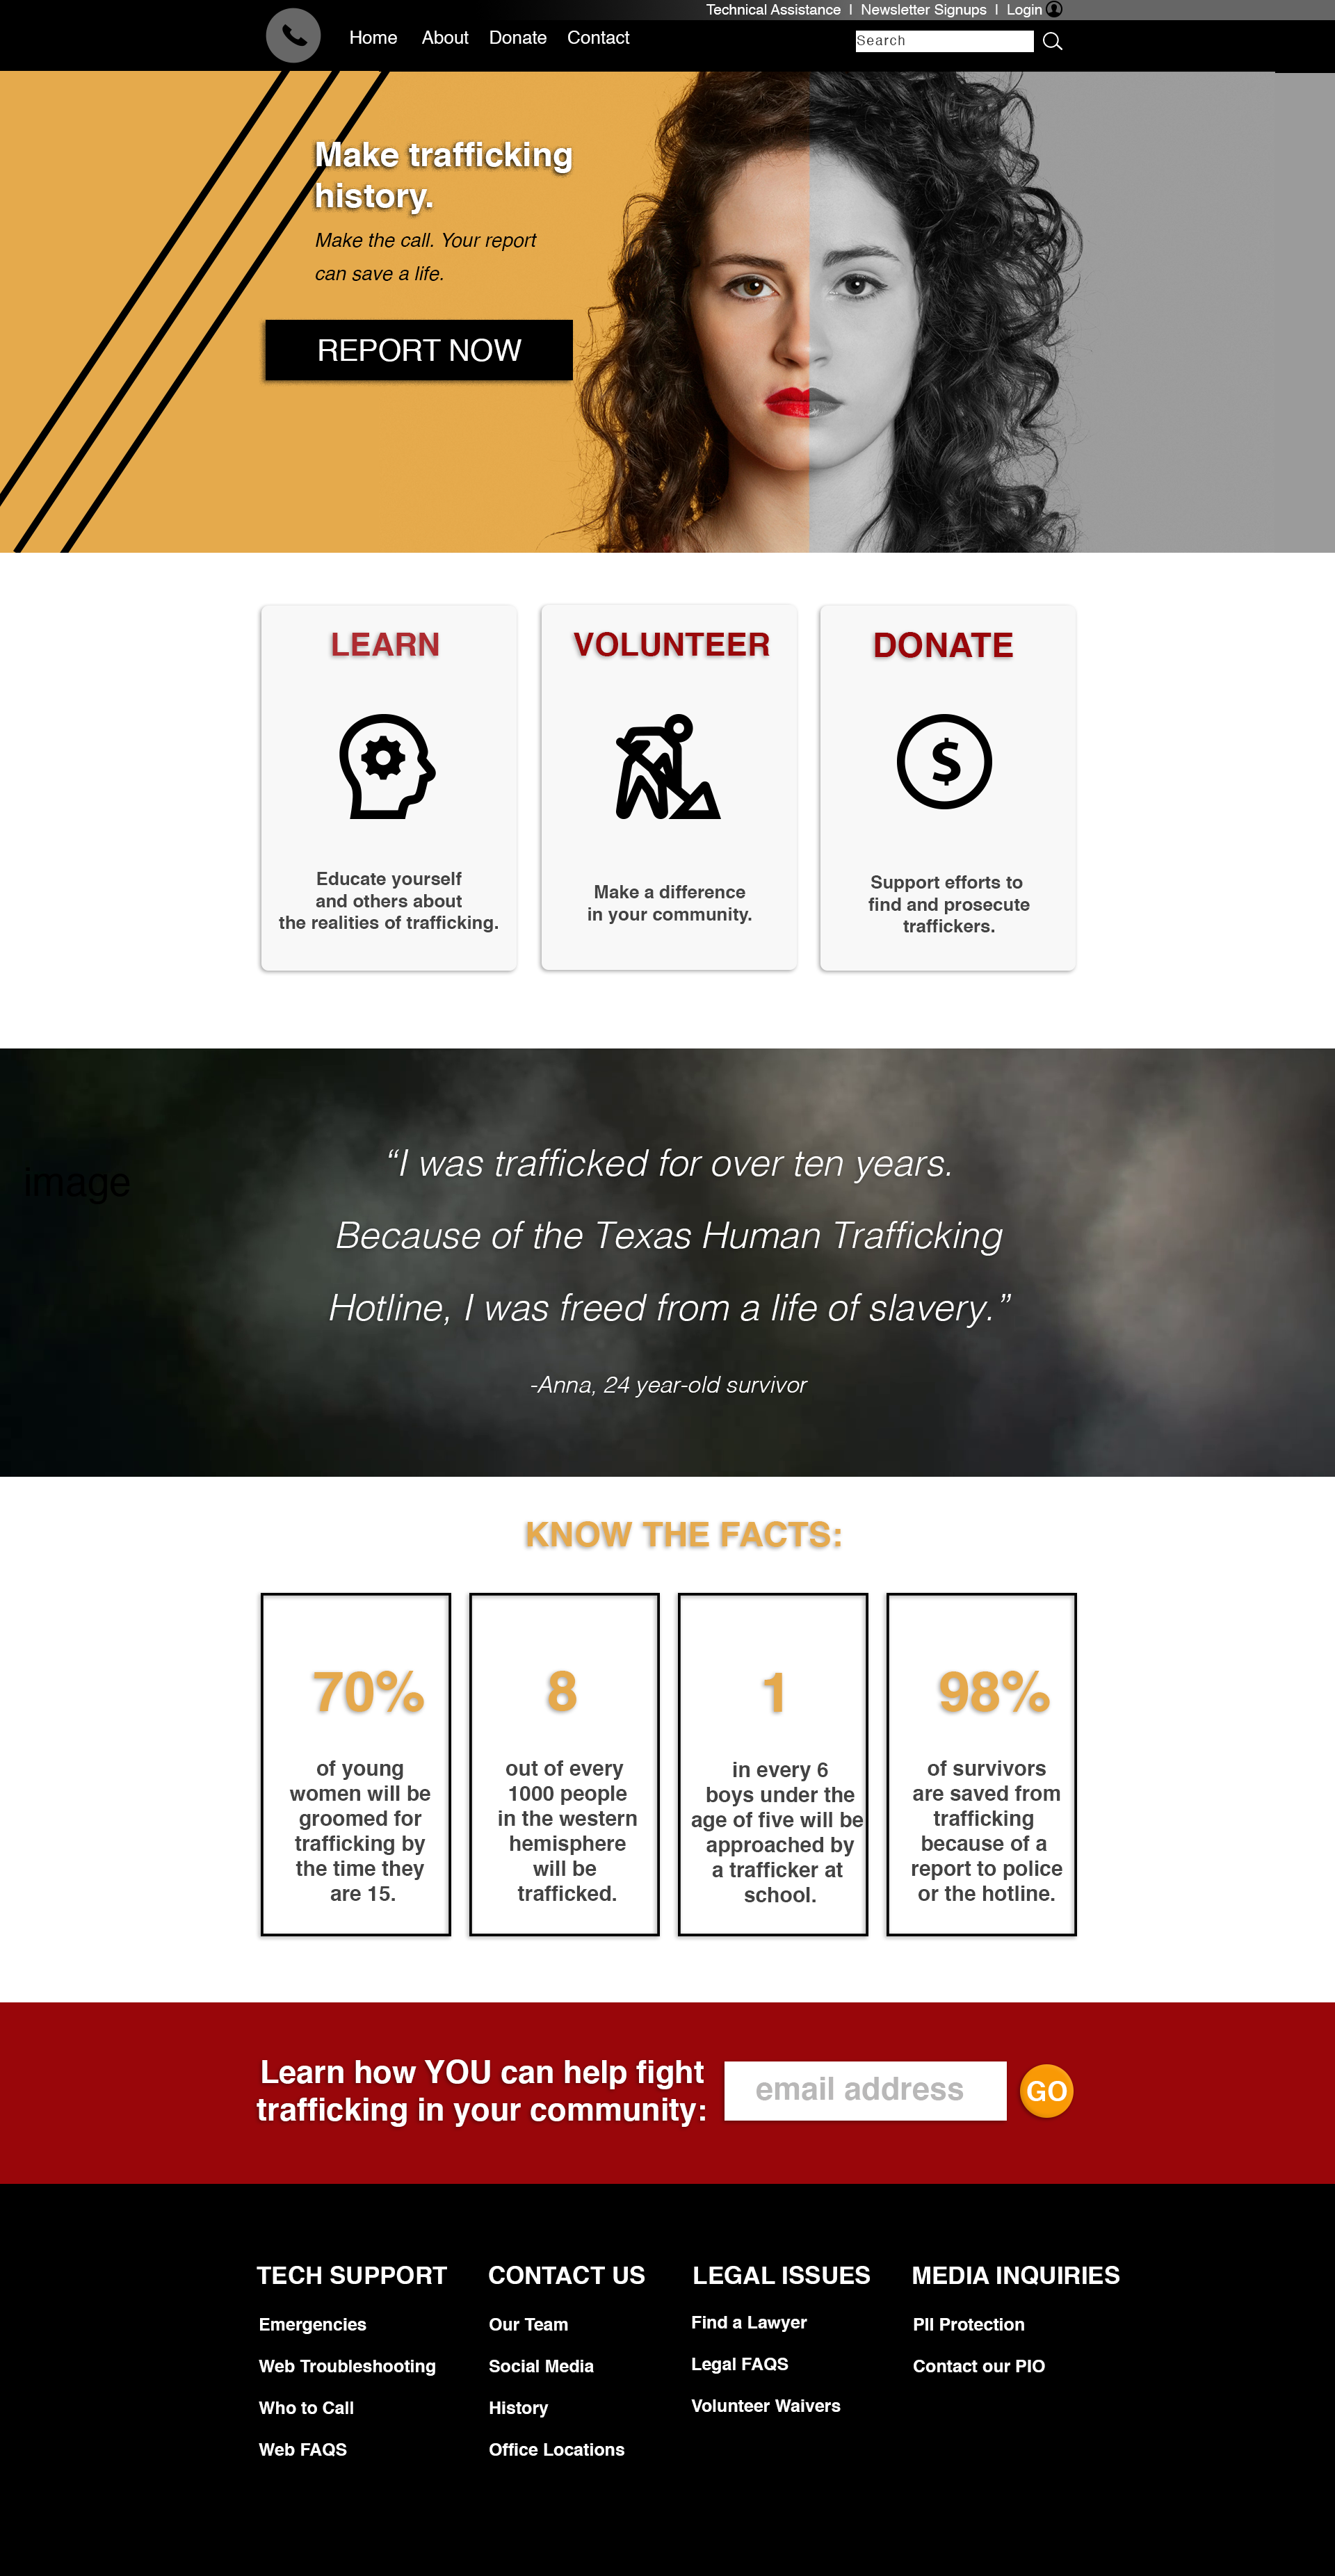 Technical Assistance | Newsletter Signups | Login
Home About Donate Contact
Search
Make trafficking
history.
Make the call. Your report
can save a life.
REPORT NOW
LEARN
Educate yourself
and others about
the realities of trafficking.
VOLUNTEER
Make a difference
in your community.
DONATE
$
Support efforts to
find and prosecute
traffickers.
image
“I was trafficked for over ten years.
Because of the Texas Human Trafficking
Hotline, I was freed from a life of slavery.”
-Anna, 24 year-old survivor
KNOW THE FACTS:
70%
of young
women will be
groomed for
trafficking by
the time they
are 15.
8
out of every
1000 people
in the western
hemisphere
will be
trafficked.
1
in every 6
boys under the
age of five will be
approached by
a trafficker at
school.
98%
of survivors
are saved from
trafficking
because of a
report to police
or the hotline.
Learn how YOU can help fight
trafficking in your community:
email address
GO
TECH SUPPORT
Emergencies
Web Troubleshooting
Who to Call
Web FAQS
CONTACT US
Our Team
Social Media
History
Office Locations
LEGAL ISSUES
Find a Lawyer
Legal FAQS
Volunteer Waivers
MEDIA INQUIRIES
PII Protection
Contact our PIO